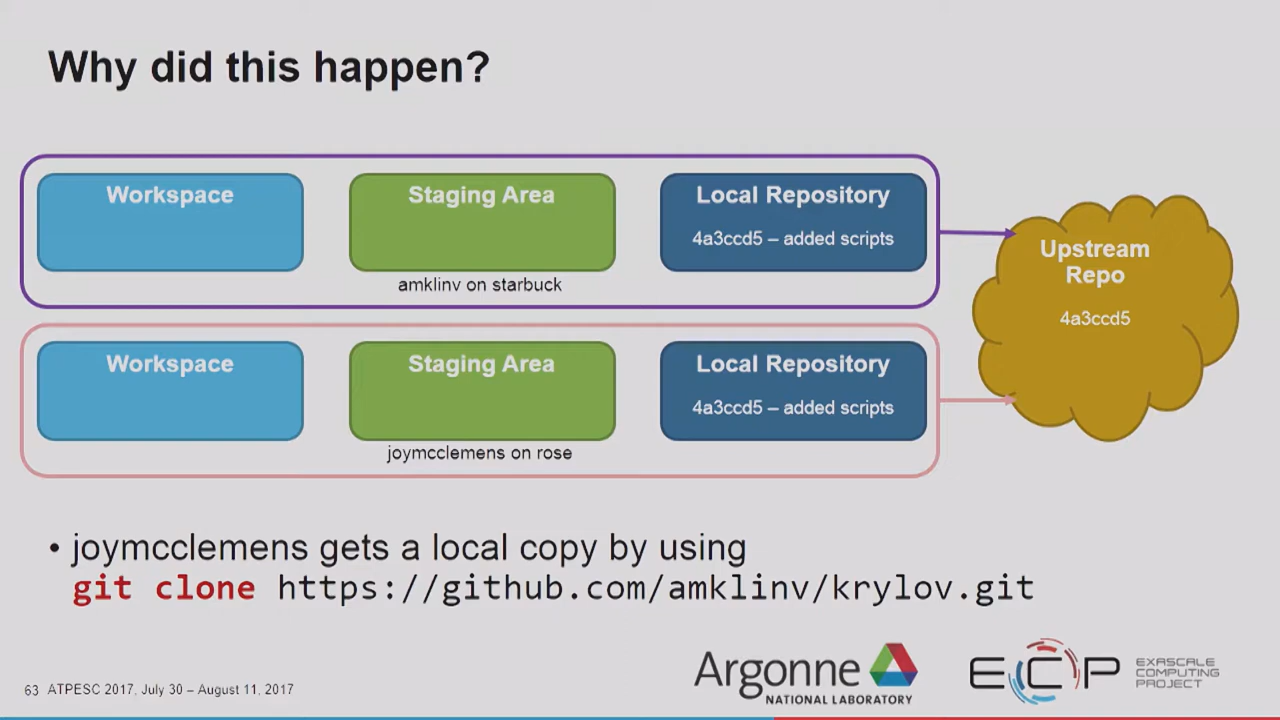 Why did this happen?
Workspace
Staging Area
Local Repository
4a3ccd5 – added scripts
amklinv on starbuck
Upstream
Repo
4a3ccd5
Workspace
Staging Area
Local Repository
4a3ccd5 – added scripts
joymcclemens on rose
• joymcclemens gets a local copy by using
git clone https://github.com/amklinv/krylov.git
63 ATPESC 2017, July 30 – August 11, 2017
Argonne
NATIONAL LABORATORY
ECP
EXASCALE
COMPUTING
PROJECT